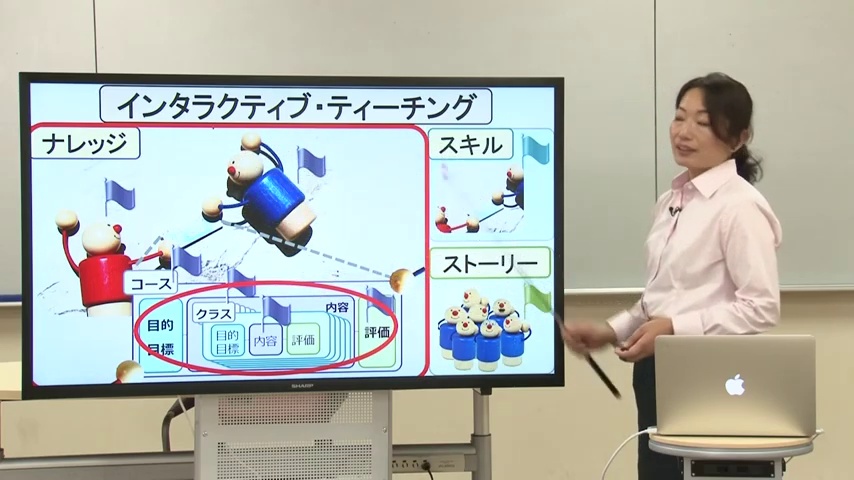 インタラクティブ・ティーチング
ナレッジ
スキル
コース
ストーリー
クラス
内容
目的
目標
目的
目標
内容
評価
評価
SHARP